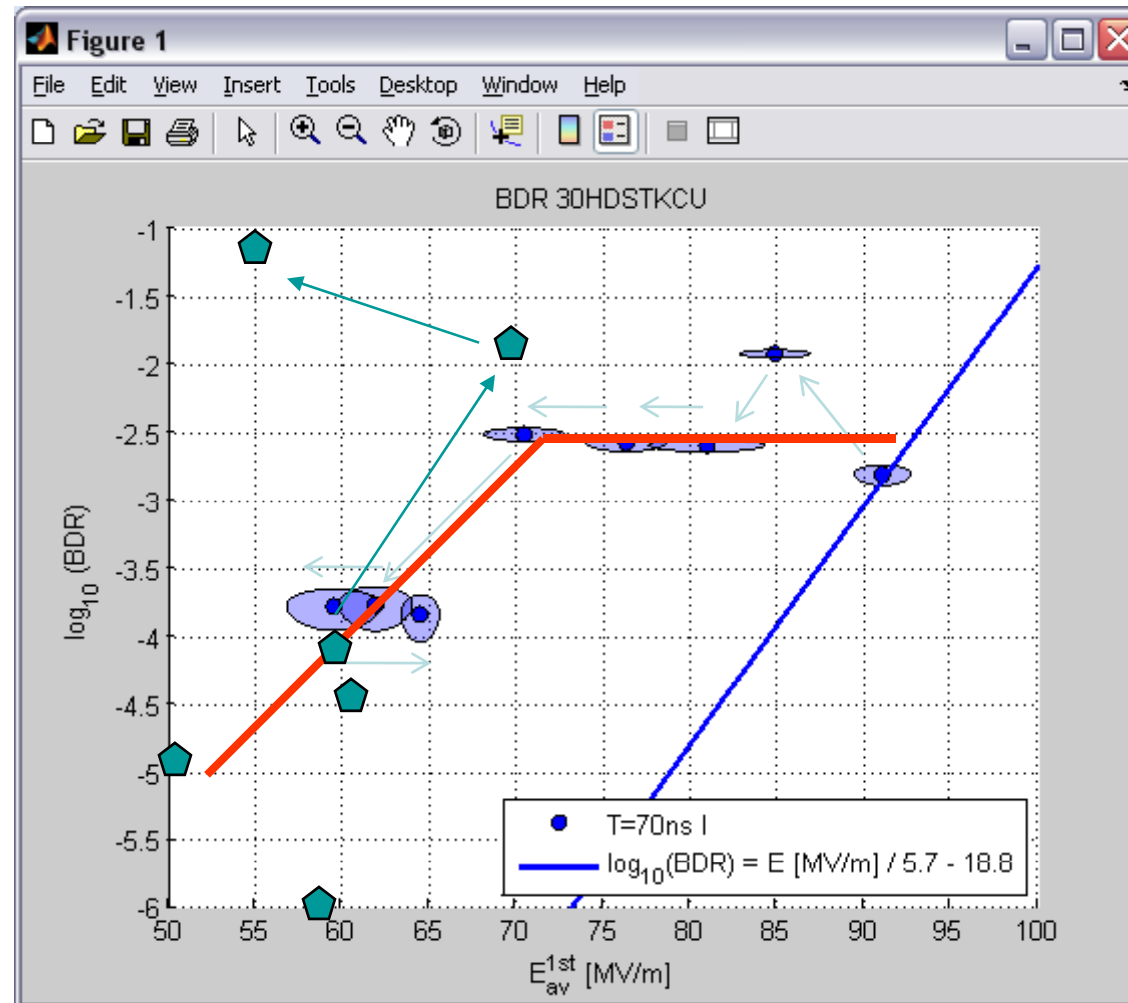 Figure 1
File Edit View Insert Tools Desktop Window Help
BDR 30HDSTKCU
-1
-1.5
-2
-2.5
-3
-3.5
-4
-4.5
-5
-5.5
-6
log10 (BDR)
T=70ns I
log10(BDR) = E [MV/m] / 5.7 - 18.8
50 55 60 65 70 75 80 85 90 95 100
E1st av [MV/m]